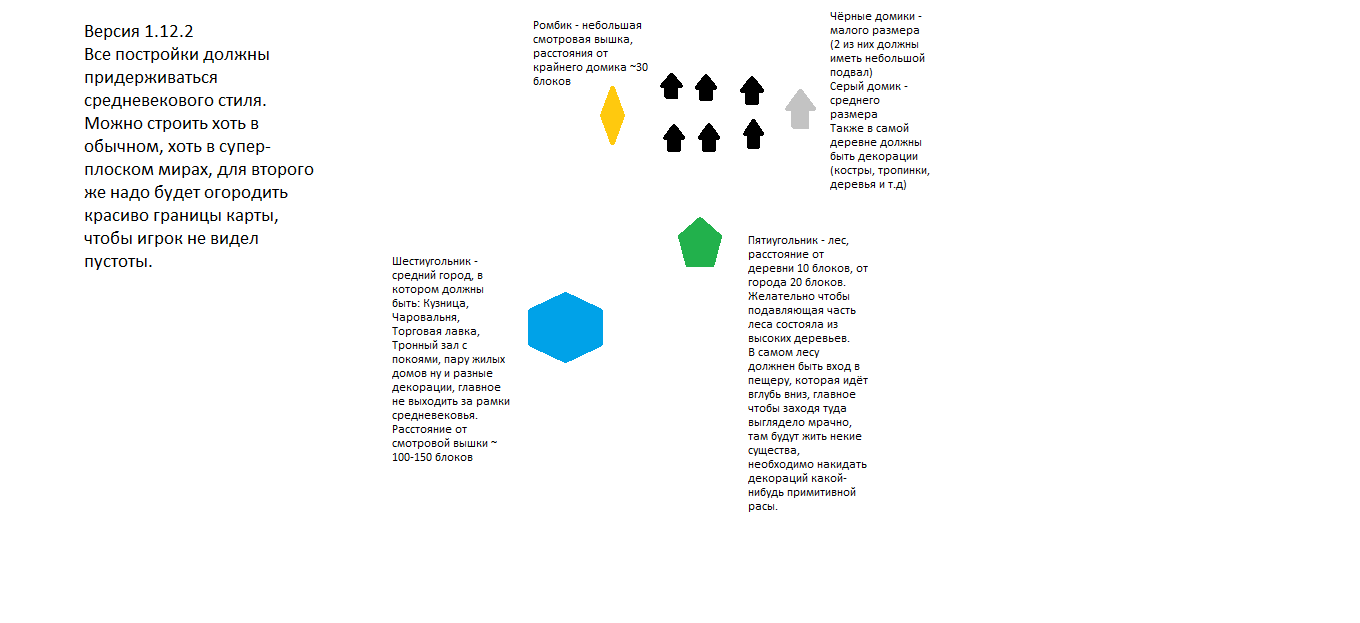 Версия 1.12.2
Все постройки должны
придерживаться
средневекового стиля.
Можно строить хоть в
обычном, хоть в супер-
плоском мирах, для второго
же надо будет огородить
красиво границы карты,
чтобы игрок не видел
пустоты.
Ромбик - небольшая
смотровая вышка,
расстояния от
крайнего домика ~30
блоков
Чёрные домики -
малого размера
(2 из них должны
иметь небольшой
подвал)
Серый домик -
среднего
размера
Также в самой
деревне должны
быть декорации
(костры, тропинки,
деревья и т.д)
Шестиугольник -
средний город, в
котором должны
быть: Кузница,
Чаровальня,
Торговая лавка,
Тронный зал с
покоями, пару жилых
домов ну и разные
декорации, главное
не выходить за рамки
средневековья.
Расстояние от
смотровой вышки ~
100-150 блоков
Пятиугольник - лес,
расстояние от
деревни 10 блоков, от
города 20 блоков.
Желательно чтобы
подавляющая часть
леса состояла из
высоких деревьев.
В самом лесу
должнен быть вход в
пещеру, которая идёт
вглубь вниз, главное
чтобы заходя туда
выглядело мрачно,
там будут жить некие
существа,
необходимо накидать
декораций какой-
нибудь примитивной
расы.